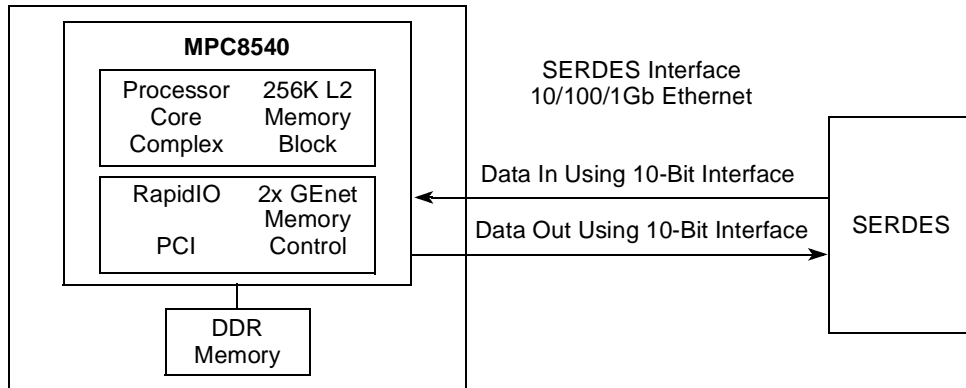 MPC8540
Processor 256K L2
Core Memory
Complex Block
RapidIO 2x GEnet
Memory
PCI Control
DDR
Memory
SERDES Interface
10/100/1Gb Ethernet
Data In Using 10-Bit Interface
Data Out Using 10-Bit Interface
SERDES